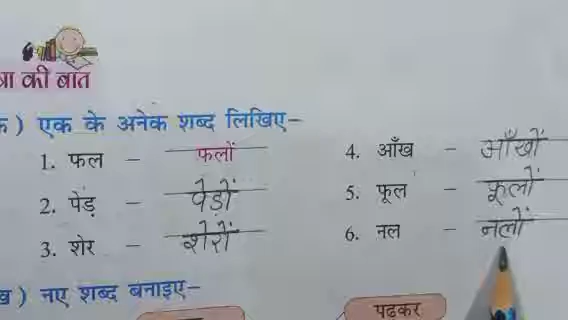 षा की बात
क) एक के अनेक शब्द लिखिए–
1. फल – फलों
2. पेड़ – पेड़ों
3. शेर – शेरों
4. आँख – आँखों
5. फूल – फूलों
6. नल – नलों
ख) नए शब्द बनाइए–
पढ़कर